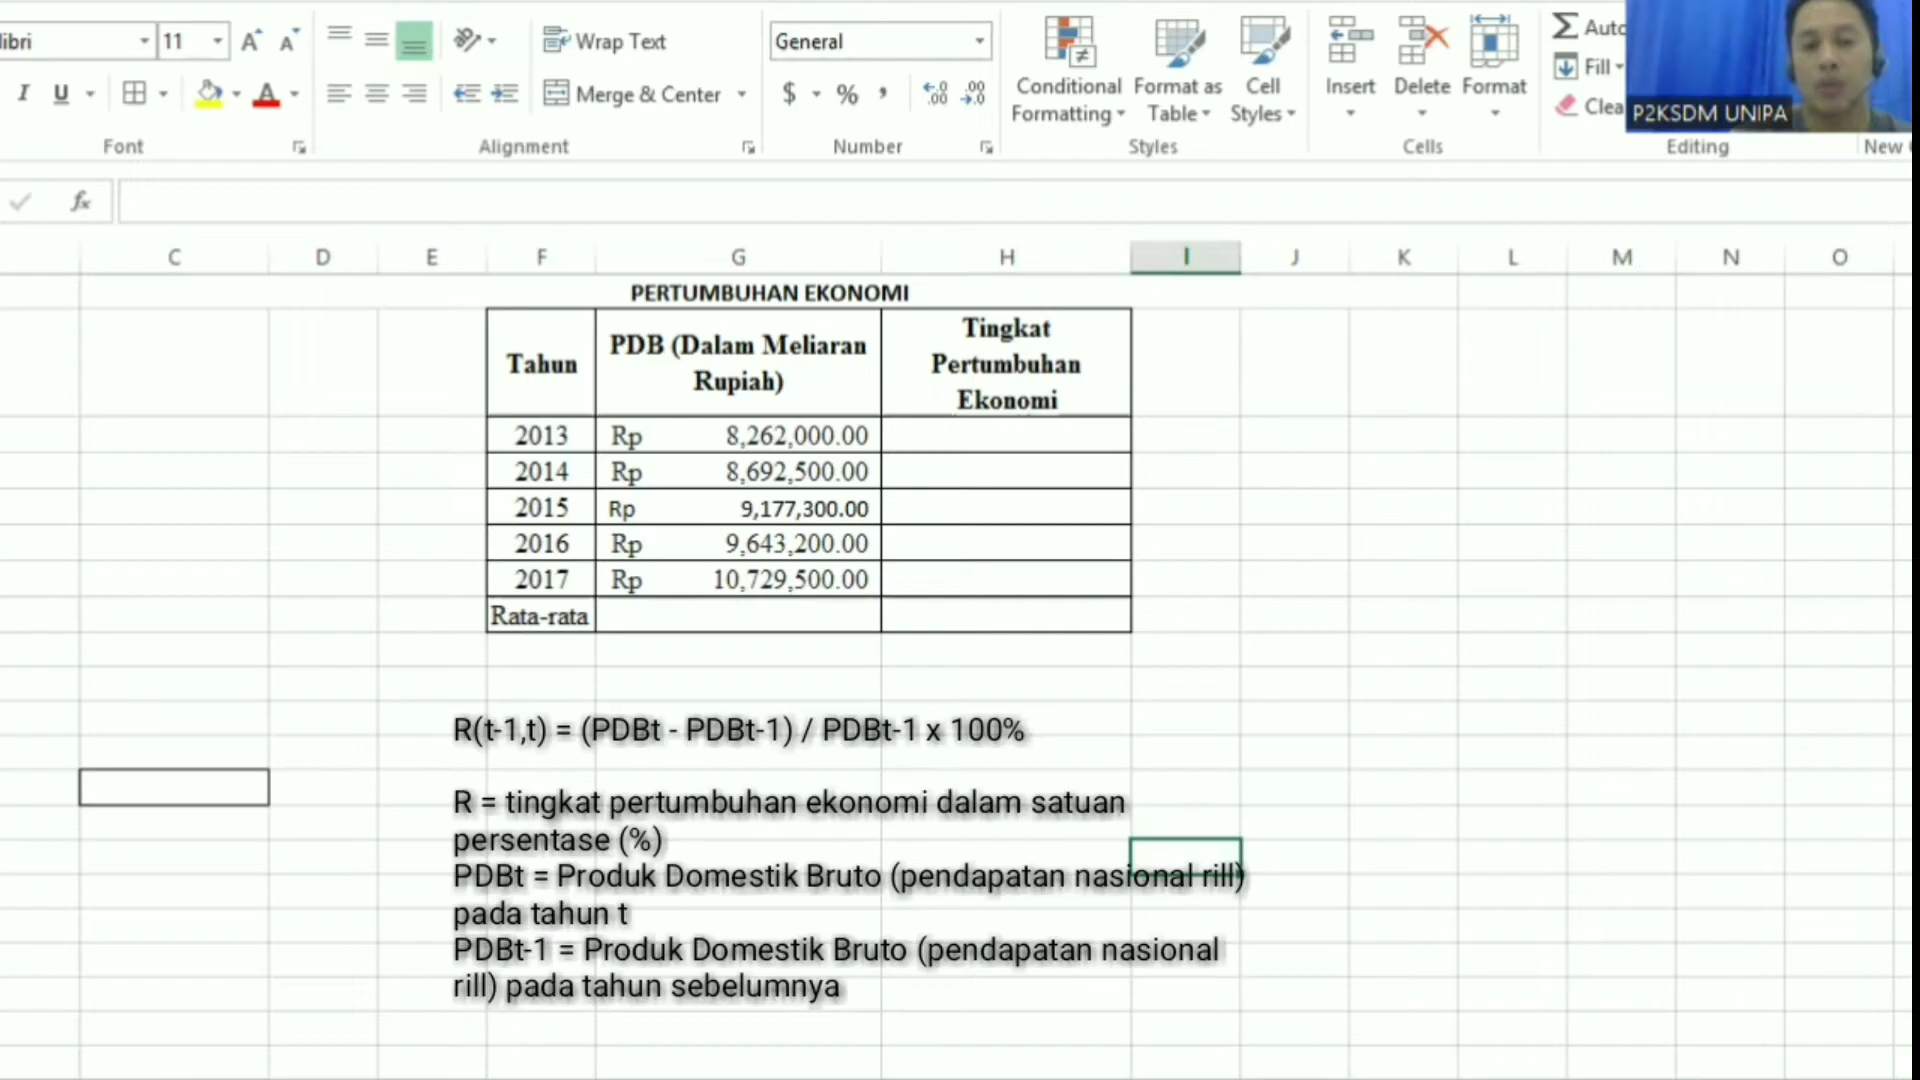 libri
11
A
A
Wrap Text
General
Auto
I
U
A
Merge & Center
$
%
,
.00
.00
Conditional
Formatting
Format as
Table
Cell
Styles
Insert
Delete
Format
Fill
Clea
P2KSDM UNIPA
Font
Alignment
Number
Styles
Cells
Editing
New
fx
C D E F G H I J K L M N O
PERTUMBUHAN EKONOMI
Tahun
PDB (Dalam Meliaran
Rupiah)
Tingkat
Pertumbuhan
Ekonomi
2013 Rp 8,262,000.00
2014 Rp 8,692,500.00
2015 Rp 9,177,300.00
2016 Rp 9,643,200.00
2017 Rp 10,729,500.00
Rata-rata
R(t-1,t) = (PDBt - PDBt-1) / PDBt-1 x 100%
R = tingkat pertumbuhan ekonomi dalam satuan
persentase (%)
PDBt = Produk Domestik Bruto (pendapatan nasional rill)
pada tahun t
PDBt-1 = Produk Domestik Bruto (pendapatan nasional
rill) pada tahun sebelumnya